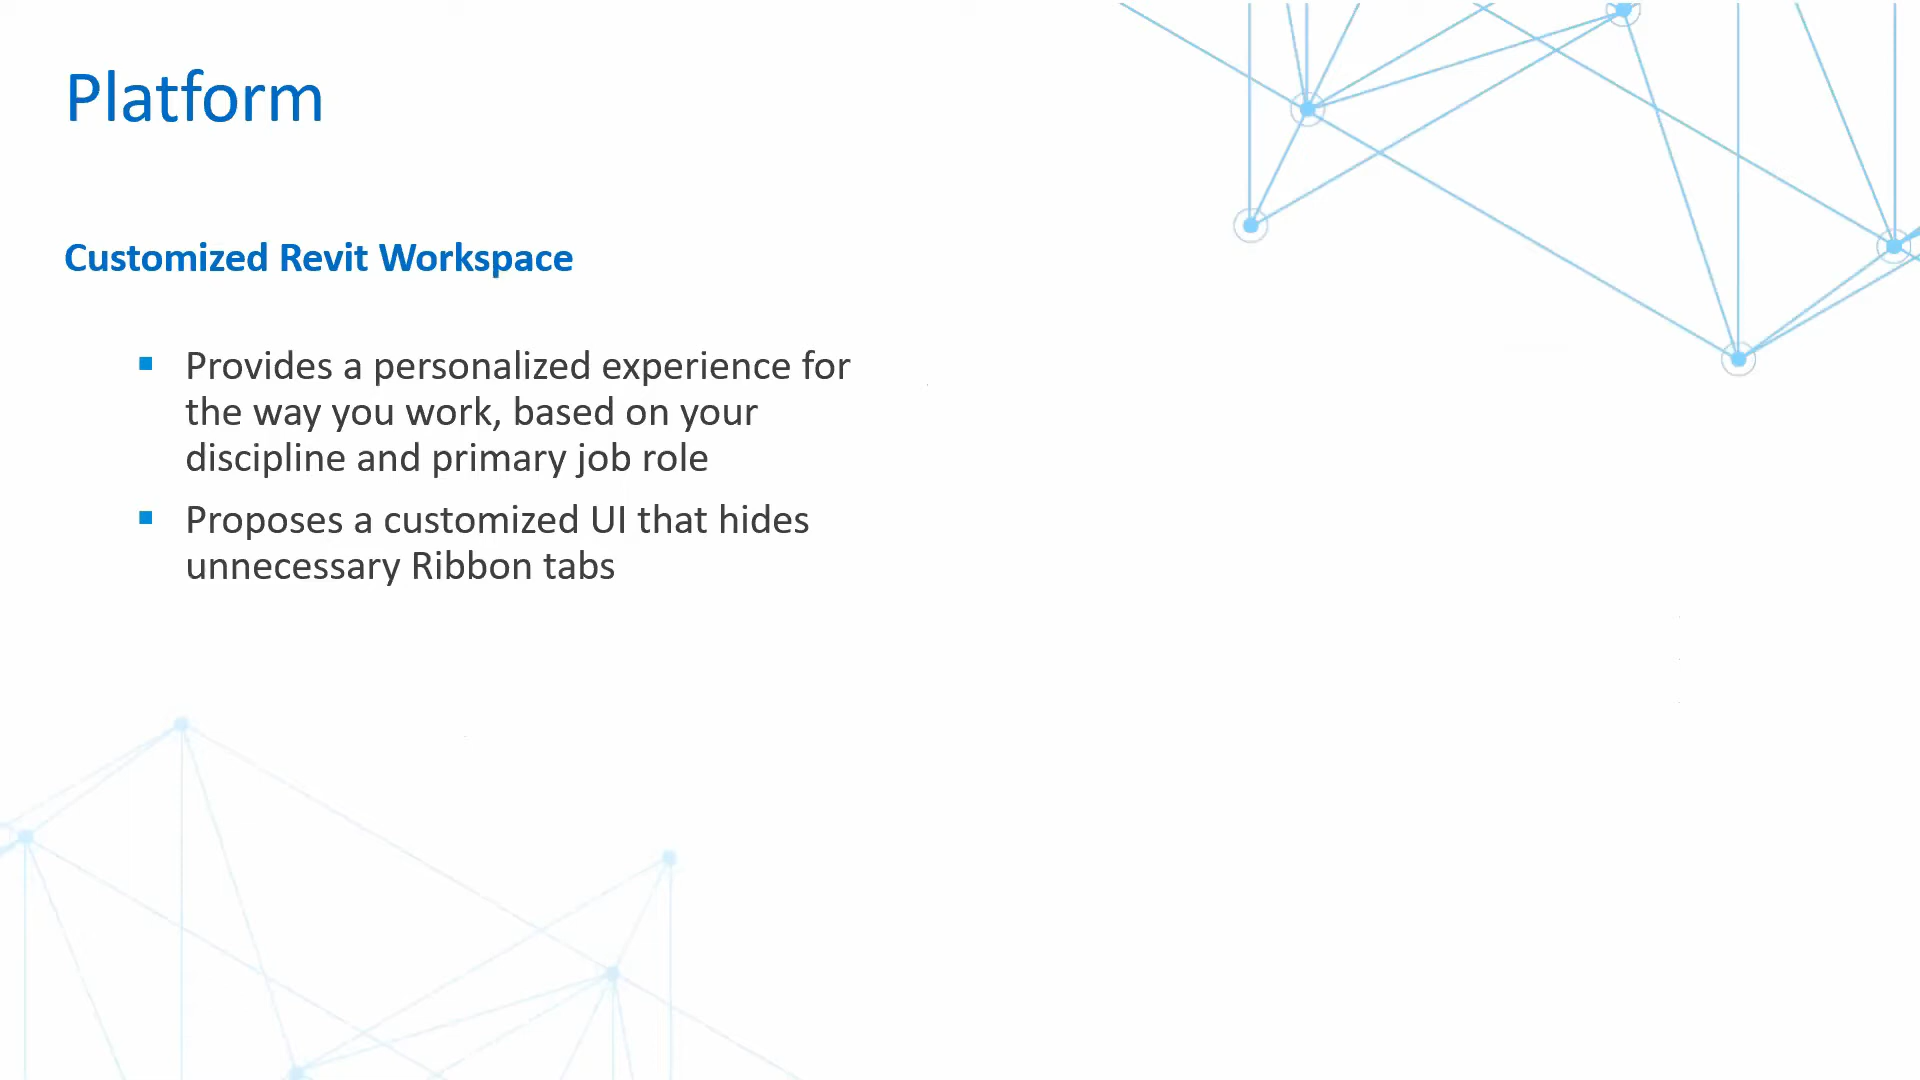 Platform
Customized Revit Workspace
Provides a personalized experience for
the way you work, based on your
discipline and primary job role
Proposes a customized UI that hides
unnecessary Ribbon tabs